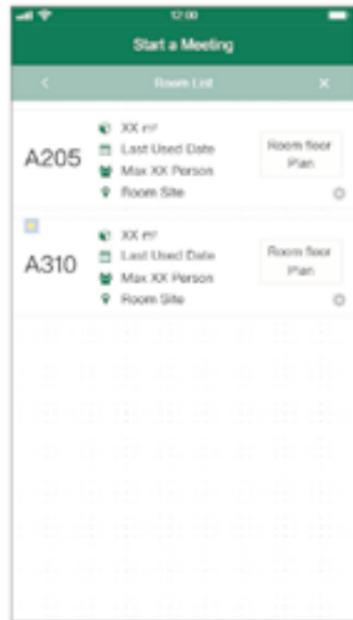 12:00
Start a Meeting
Room List
A205
XX m²
Last Used Date
Max XX Person
Room Site
Room floor
Plan
A310
XX m²
Last Used Date
Max XX Person
Room Site
Room floor
Plan